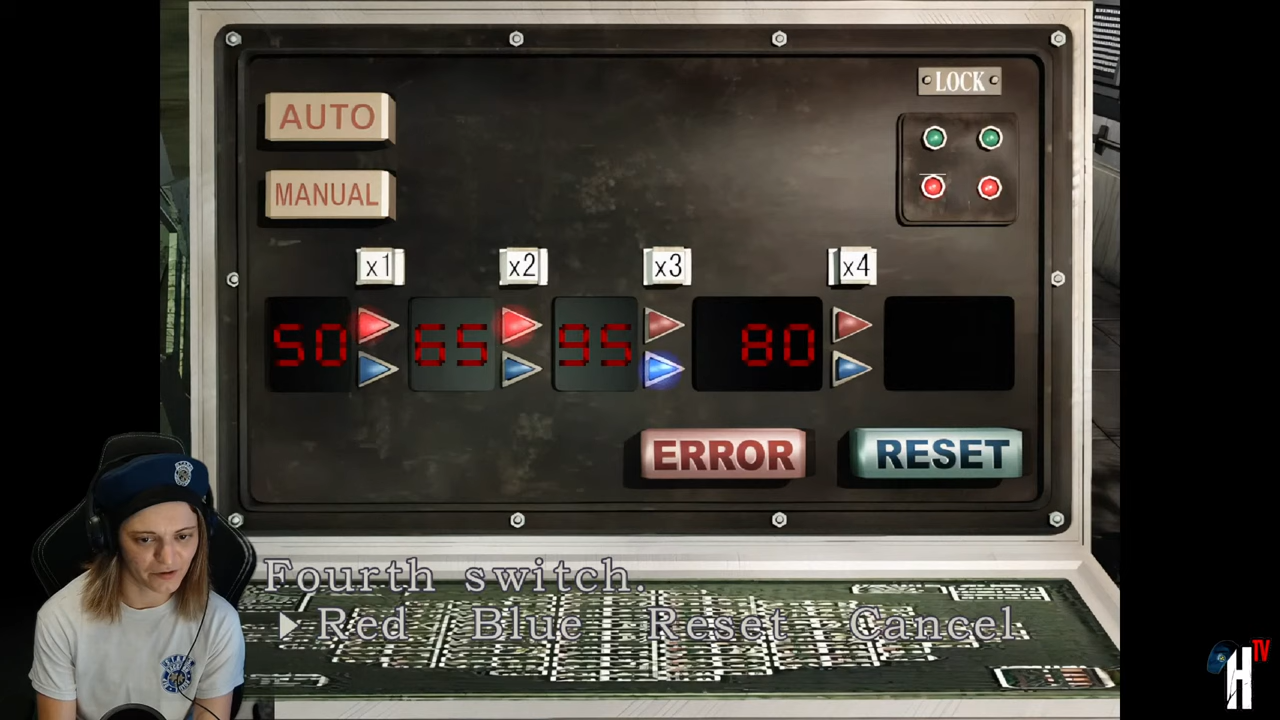 LOCK
AUTO
MANUAL
x1 x2 x3 x4
50 65 95 80
ERROR RESET
Fourth switch.
Red Blue Reset Cancel
H TV